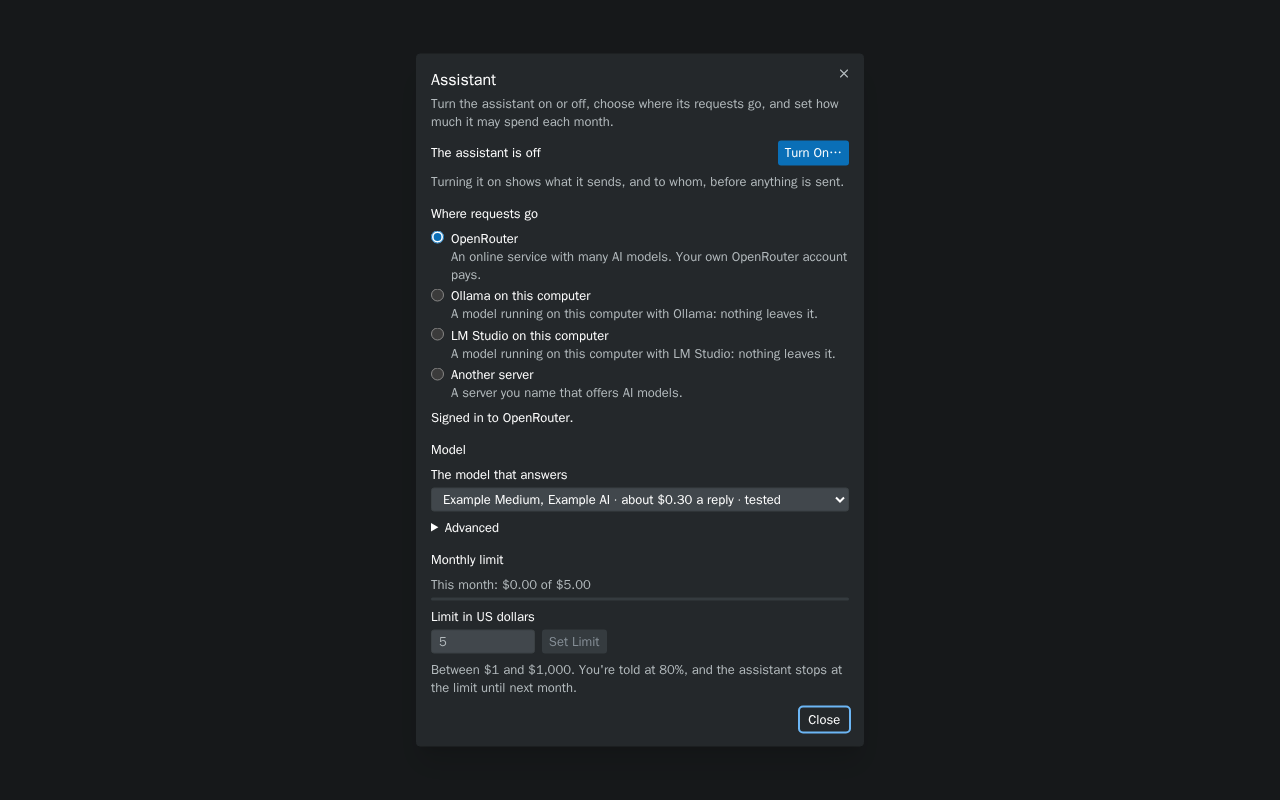 Assistant
×
Turn the assistant on or off, choose where its requests go, and set how
much it may spend each month.
The assistant is off
Turn On…
Turning it on shows what it sends, and to whom, before anything is sent.
Where requests go
OpenRouter
An online service with many AI models. Your own OpenRouter account
pays.
Ollama on this computer
A model running on this computer with Ollama: nothing leaves it.
LM Studio on this computer
A model running on this computer with LM Studio: nothing leaves it.
Another server
A server you name that offers AI models.
Signed in to OpenRouter.
Model
The model that answers
Example Medium, Example AI · about $0.30 a reply · tested
Advanced
Monthly limit
This month: $0.00 of $5.00
Limit in US dollars
5
Set Limit
Between $1 and $1,000. You're told at 80%, and the assistant stops at
the limit until next month.
Close